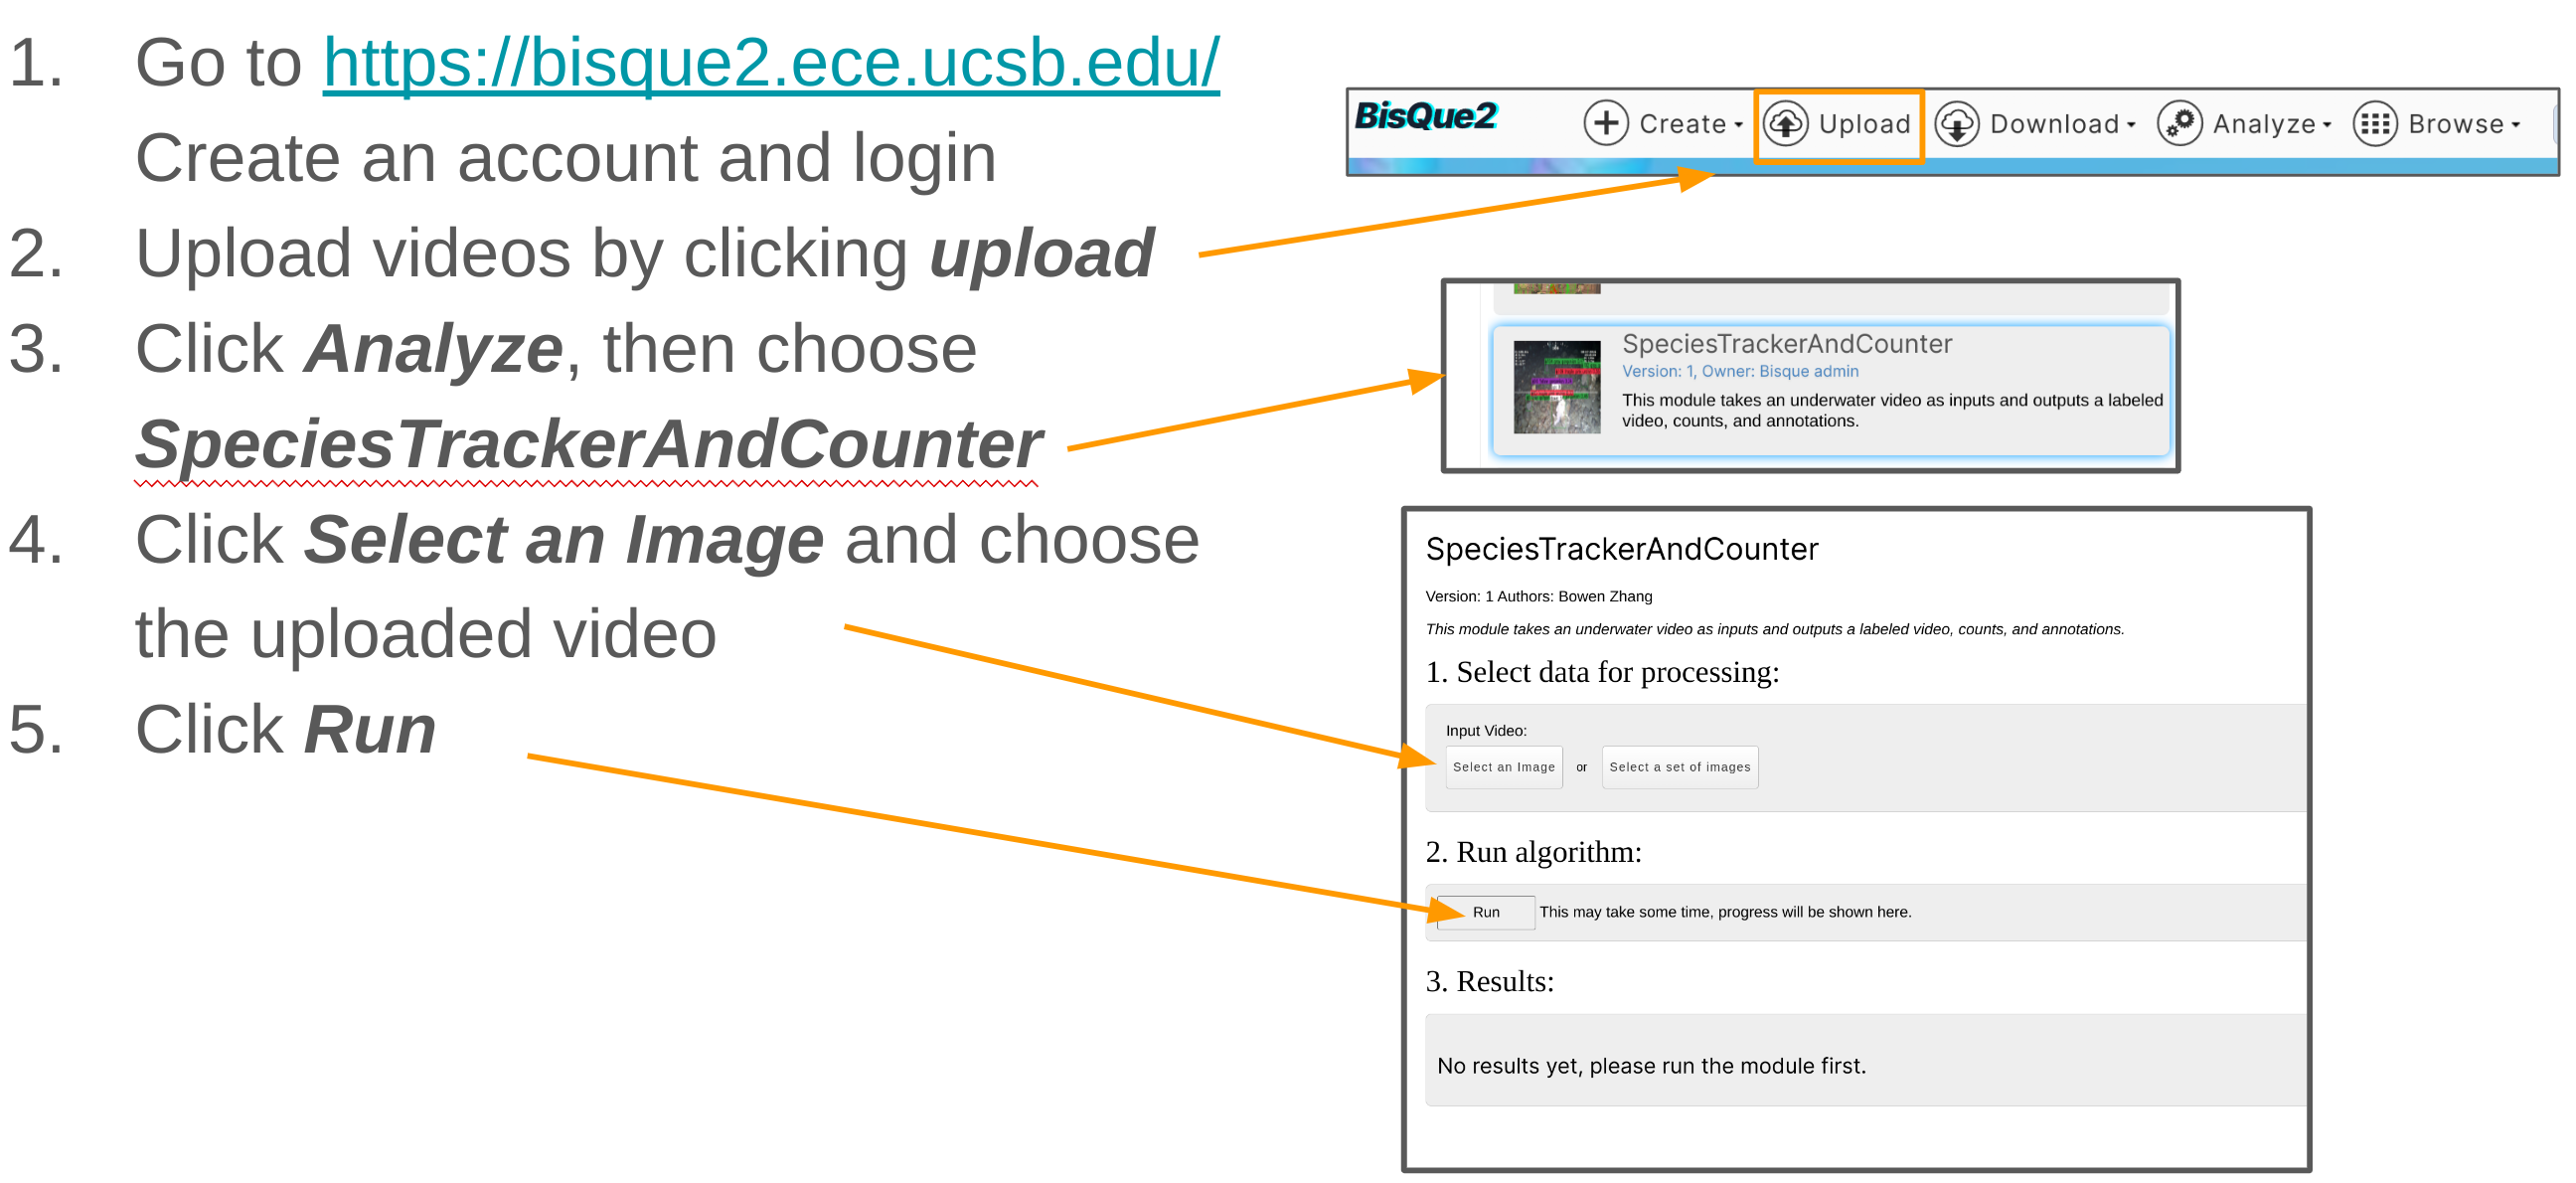 1. Go to https://bisque2.ece.ucsb.edu/
Create an account and login
2. Upload videos by clicking upload
3. Click Analyze, then choose
SpeciesTrackerAndCounter
4. Click Select an Image and choose
the uploaded video
5. Click Run
BisQue2 Create Upload Download Analyze Browse
SpeciesTrackerAndCounter
Version: 1, Owner: Bisque admin
This module takes an underwater video as inputs and outputs a labeled
video, counts, and annotations.
SpeciesTrackerAndCounter
Version: 1 Authors: Bowen Zhang
This module takes an underwater video as inputs and outputs a labeled video, counts, and annotations.
1. Select data for processing:
Input Video:
Select an Image or Select a set of images
2. Run algorithm:
Run This may take some time, progress will be shown here.
3. Results:
No results yet, please run the module first.